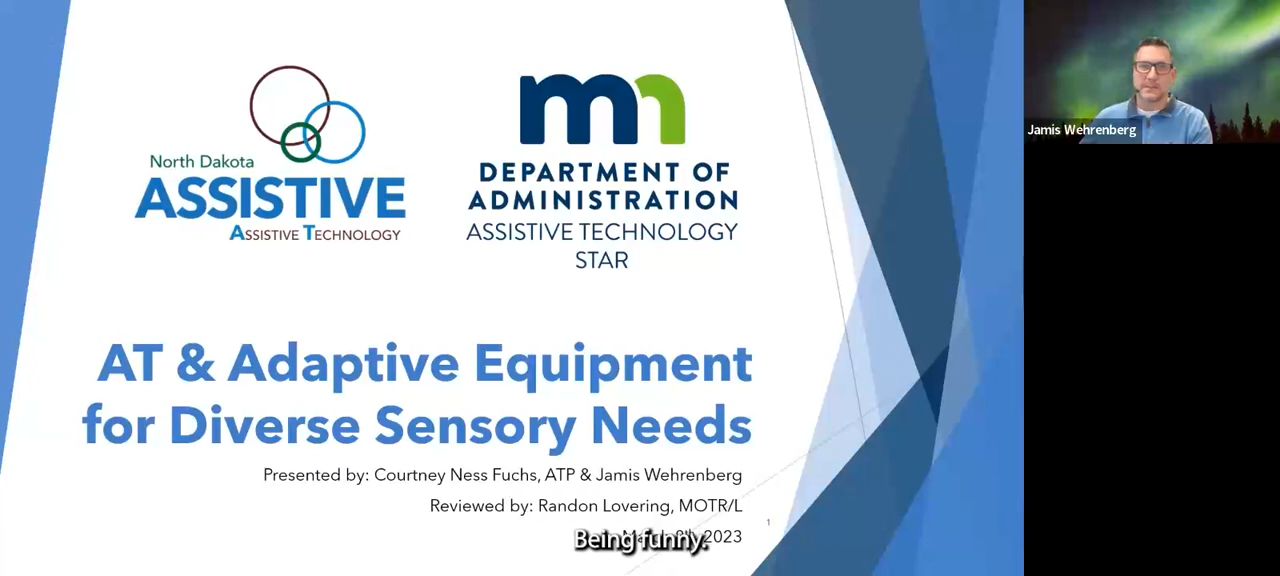 North Dakota
ASSISTIVE
ASSISTIVE TECHNOLOGY
mn
DEPARTMENT OF
ADMINISTRATION
ASSISTIVE TECHNOLOGY
STAR
AT & Adaptive Equipment
for Diverse Sensory Needs
Presented by: Courtney Ness Fuchs, ATP & Jamis Wehrenberg
Reviewed by: Randon Lovering, MOTR/L
2023
1
Being funny.
Jamis Wehrenberg